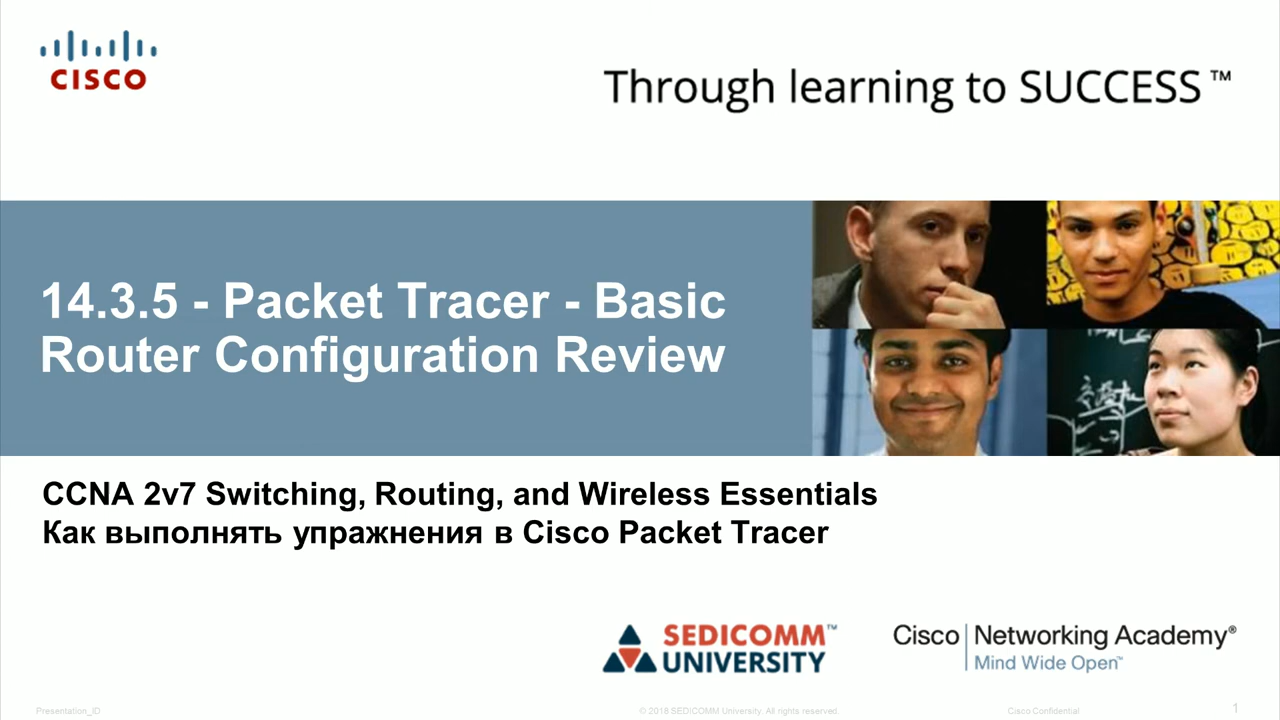 CISCO
Through learning to SUCCESS™
14.3.5 - Packet Tracer - Basic
Router Configuration Review
CCNA 2v7 Switching, Routing, and Wireless Essentials
Как выполнять упражнения в Cisco Packet Tracer
SEDICOMM™
UNIVERSITY
Cisco Networking Academy®
Mind Wide Open™
Presentation_ID
© 2018 SEDICOMM University. All rights reserved.
Cisco Confidential
1